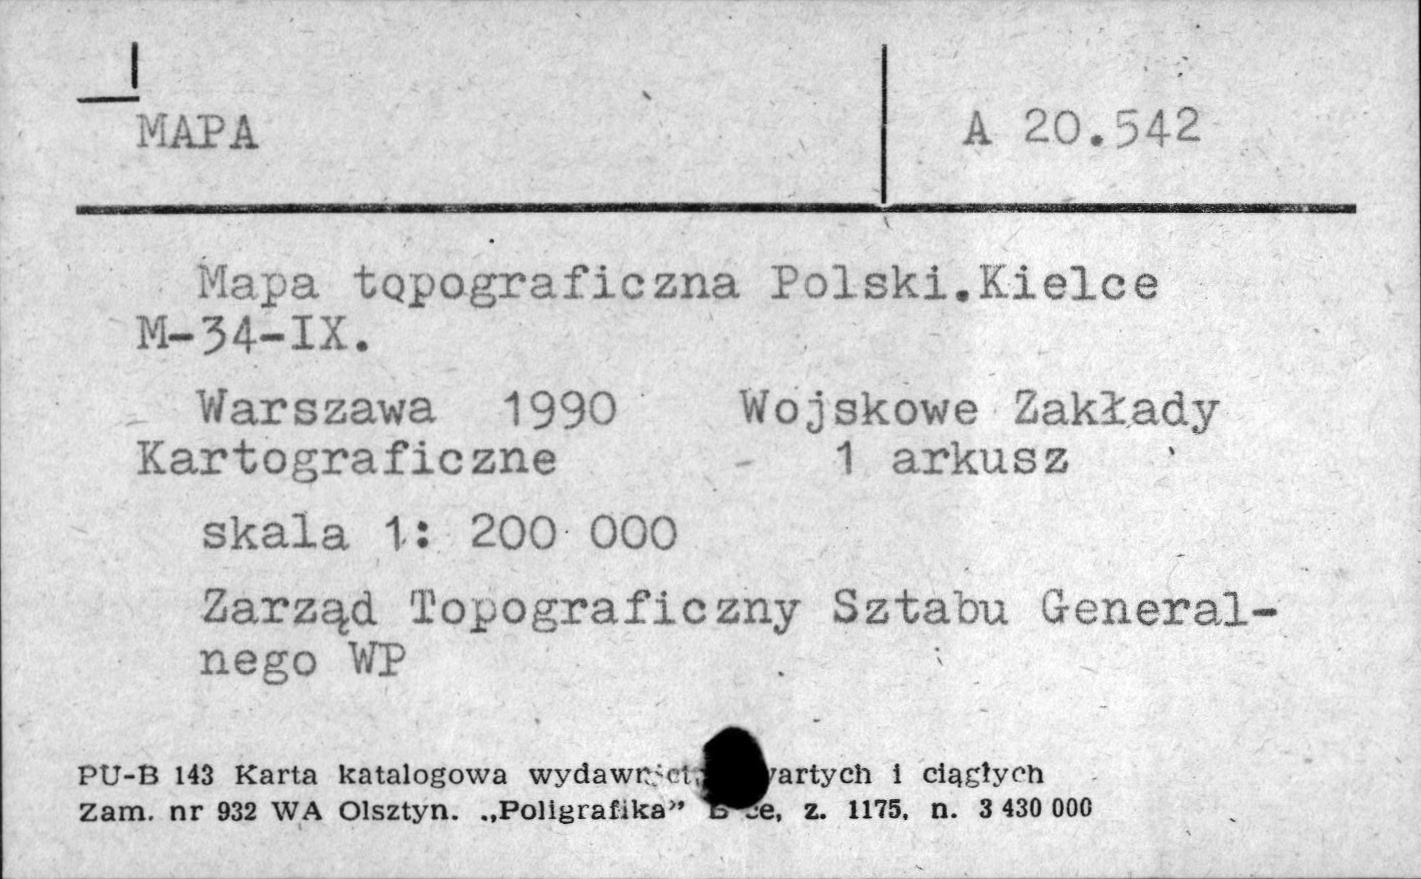 MAPA
A 20.542
Mapa topograficzna Polski.Kielce
M-34-IX.
Warszawa 1990 Wojskowe Zakłady
Kartograficzne - 1 arkusz
skala 1: 200 000
Zarząd Topograficzny Sztabu General-
nego WP
PU-B 143 Karta katalogowa i ciągłych
Zam. nr 932 WA Olsztyn. „Poligrafika” z. 1175, n. 3 430 000